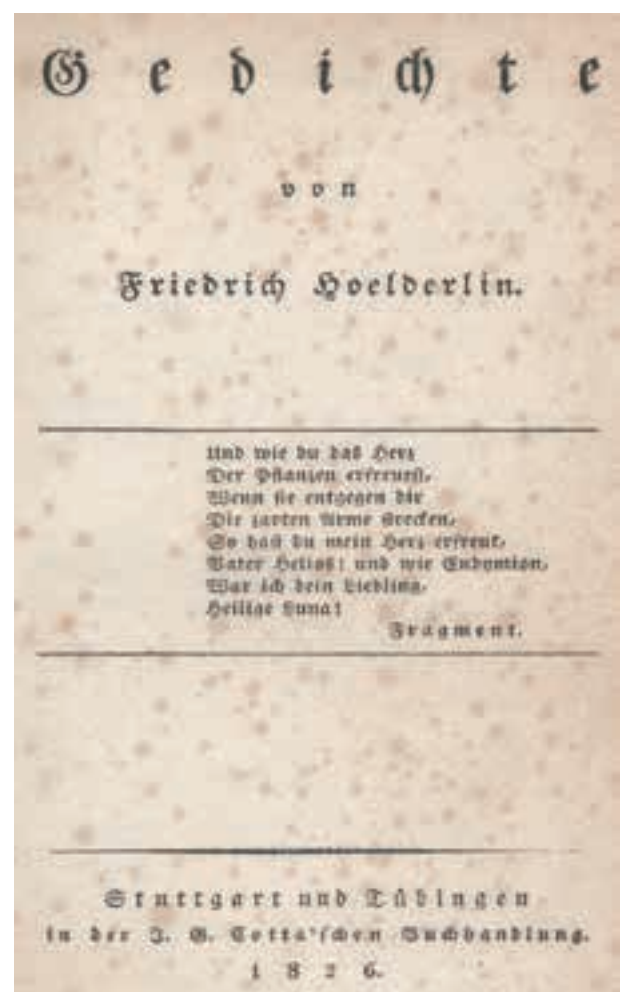 Gedichte
von
Friedrich Hoelderlin.
Und wie du das Herz
Der Pflanzen erfreuest,
Wenn sie entgegen dir
Die zarten Arme strecken,
So hast du mein Herz erfreut,
Vater Helios! und wie Endymion,
War ich dein Liebling,
Heilige Luna!
Fragment.
Stuttgart und Tübingen
in der J. G. Cotta'schen Buchhandlung.
1826.